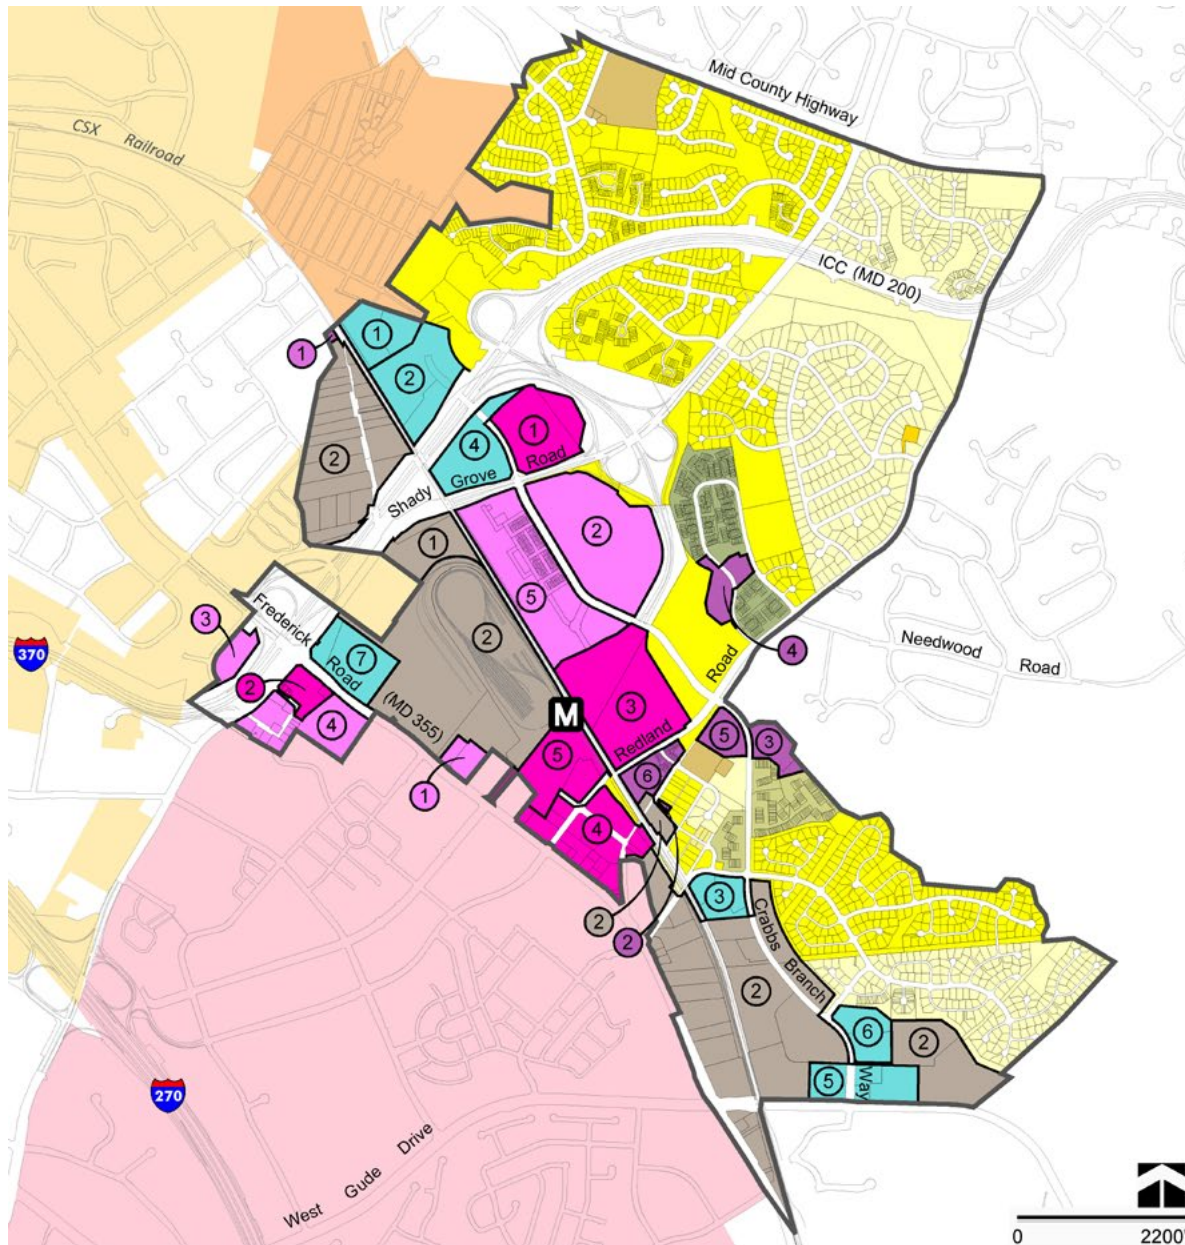 Mid County Highway
CSX Railroad
ICC (MD 200)
1
1
2
2
1
4
Grove
Road
Shady
1
2
5
2
3
Frederick
Road
(MD 355)
7
370
2
4
1
M
5
3
Redland
Road
4
Needwood Road
5
3
6
4
2
2
3
Crabbs
Branch
Way
2
6
2
5
270
West Gude Drive
0
2200'